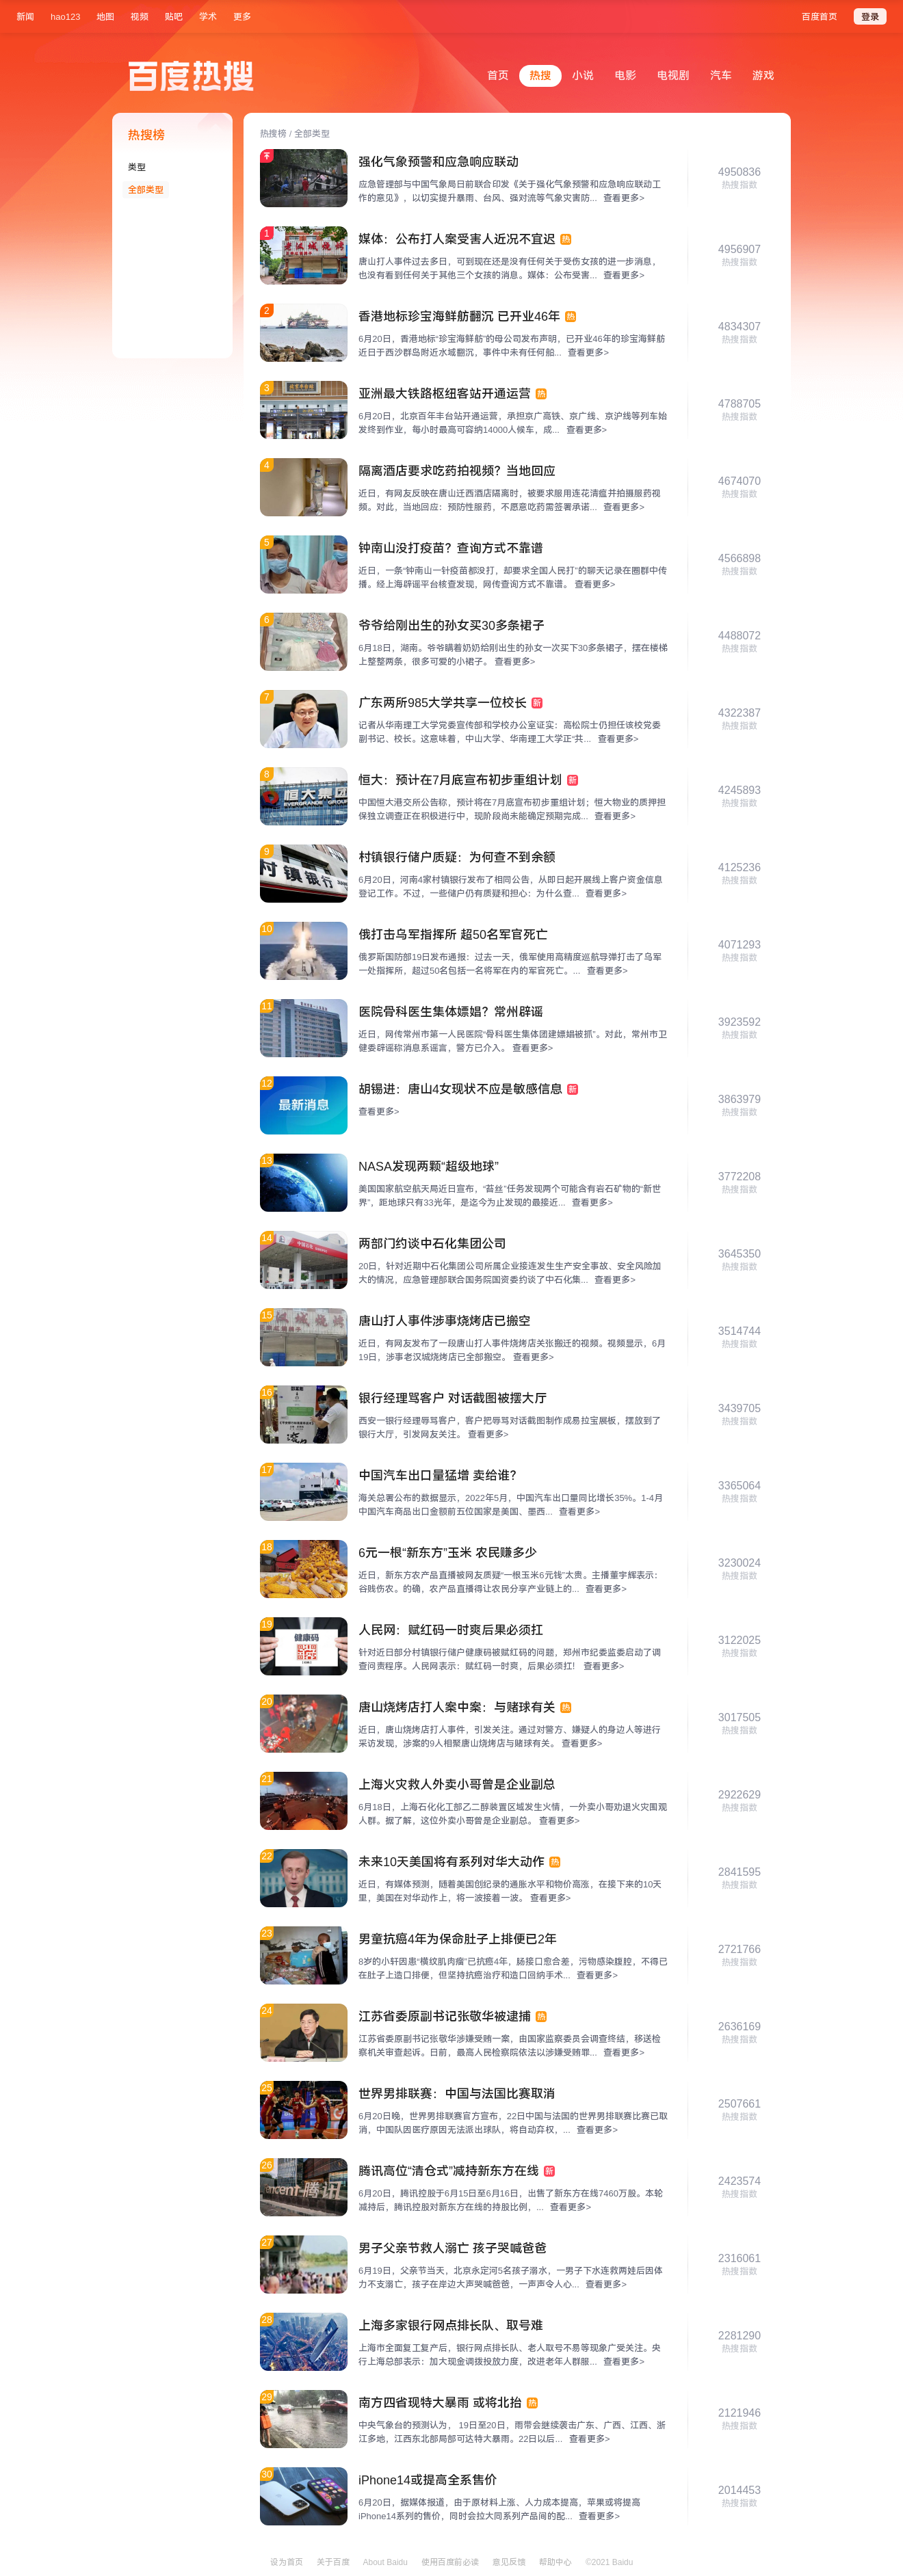 新闻 hao123 地图 视频 贴吧 学术 更多 百度首页 登录
百度热搜
首页 热搜 小说 电影 电视剧 汽车 游戏
热搜榜
类型
全部类型
热搜榜 / 全部类型
强化气象预警和应急响应联动
应急管理部与中国气象局日前联合印发《关于强化气象预警和应急响应联动工
作的意见》，以切实提升暴雨、台风、强对流等气象灾害防... 查看更多>
4950836
热搜指数
1
媒体：公布打人案受害人近况不宜迟 热
唐山打人事件过去多日，可到现在还是没有任何关于受伤女孩的进一步消息，
也没有看到任何关于其他三个女孩的消息。媒体：公布受害... 查看更多>
4956907
热搜指数
2
香港地标珍宝海鲜舫翻沉 已开业46年 热
6月20日，香港地标“珍宝海鲜舫”的母公司发布声明，已开业46年的珍宝海鲜舫
近日于西沙群岛附近水域翻沉，事件中未有任何船... 查看更多>
4834307
热搜指数
3
亚洲最大铁路枢纽客站开通运营 热
6月20日，北京百年丰台站开通运营，承担京广高铁、京广线、京沪线等列车始
发终到作业，每小时最高可容纳14000人候车，成... 查看更多>
4788705
热搜指数
4
隔离酒店要求吃药拍视频？当地回应
近日，有网友反映在唐山迁西酒店隔离时，被要求服用连花清瘟并拍摄服药视
频。对此，当地回应：预防性服药，不愿意吃药需签署承诺... 查看更多>
4674070
热搜指数
5
钟南山没打疫苗？查询方式不靠谱
近日，一条“钟南山一针疫苗都没打，却要求全国人民打”的聊天记录在圈群中传
播。经上海辟谣平台核查发现，网传查询方式不靠谱。 查看更多>
4566898
热搜指数
6
爷爷给刚出生的孙女买30多条裙子
6月18日，湖南。爷爷瞒着奶奶给刚出生的孙女一次买下30多条裙子，摆在楼梯
上整整两条，很多可爱的小裙子。 查看更多>
4488072
热搜指数
7
广东两所985大学共享一位校长 新
记者从华南理工大学党委宣传部和学校办公室证实：高松院士仍担任该校党委
副书记、校长。这意味着，中山大学、华南理工大学正“共... 查看更多>
4322387
热搜指数
8
恒大：预计在7月底宣布初步重组计划 新
中国恒大港交所公告称，预计将在7月底宣布初步重组计划；恒大物业的质押担
保独立调查正在积极进行中，现阶段尚未能确定预期完成... 查看更多>
4245893
热搜指数
9
村镇银行储户质疑：为何查不到余额
6月20日，河南4家村镇银行发布了相同公告，从即日起开展线上客户资金信息
登记工作。不过，一些储户仍有质疑和担心：为什么查... 查看更多>
4125236
热搜指数
10
俄打击乌军指挥所 超50名军官死亡
俄罗斯国防部19日发布通报：过去一天，俄军使用高精度巡航导弹打击了乌军
一处指挥所，超过50名包括一名将军在内的军官死亡。... 查看更多>
4071293
热搜指数
11
医院骨科医生集体嫖娼？常州辟谣
近日，网传常州市第一人民医院“骨科医生集体团建嫖娼被抓”。对此，常州市卫
健委辟谣称消息系谣言，警方已介入。 查看更多>
3923592
热搜指数
12
最新消息
胡锡进：唐山4女现状不应是敏感信息 新
查看更多>
3863979
热搜指数
13
NASA发现两颗“超级地球”
美国国家航空航天局近日宣布，“苔丝”任务发现两个可能含有岩石矿物的“新世
界”，距地球只有33光年，是迄今为止发现的最接近... 查看更多>
3772208
热搜指数
14
两部门约谈中石化集团公司
20日，针对近期中石化集团公司所属企业接连发生生产安全事故、安全风险加
大的情况，应急管理部联合国务院国资委约谈了中石化集... 查看更多>
3645350
热搜指数
15
唐山打人事件涉事烧烤店已搬空
近日，有网友发布了一段唐山打人事件烧烤店关张搬迁的视频。视频显示，6月
19日，涉事老汉城烧烤店已全部搬空。 查看更多>
3514744
热搜指数
16
银行经理骂客户 对话截图被摆大厅
西安一银行经理辱骂客户，客户把辱骂对话截图制作成易拉宝展板，摆放到了
银行大厅，引发网友关注。 查看更多>
3439705
热搜指数
17
中国汽车出口量猛增 卖给谁？
海关总署公布的数据显示，2022年5月，中国汽车出口量同比增长35%。1-4月
中国汽车商品出口金额前五位国家是美国、墨西... 查看更多>
3365064
热搜指数
18
6元一根“新东方”玉米 农民赚多少
近日，新东方农产品直播被网友质疑“一根玉米6元钱”太贵。主播董宇辉表示：
谷贱伤农。的确，农产品直播得让农民分享产业链上的... 查看更多>
3230024
热搜指数
19
健康码
人民网：赋红码一时爽后果必须扛
针对近日部分村镇银行储户健康码被赋红码的问题，郑州市纪委监委启动了调
查问责程序。人民网表示：赋红码一时爽，后果必须扛！ 查看更多>
3122025
热搜指数
20
唐山烧烤店打人案中案：与赌球有关 热
近日，唐山烧烤店打人事件，引发关注。通过对警方、嫌疑人的身边人等进行
采访发现，涉案的9人相聚唐山烧烤店与赌球有关。 查看更多>
3017505
热搜指数
21
上海火灾救人外卖小哥曾是企业副总
6月18日，上海石化化工部乙二醇装置区域发生火情，一外卖小哥劝退火灾围观
人群。据了解，这位外卖小哥曾是企业副总。 查看更多>
2922629
热搜指数
22
未来10天美国将有系列对华大动作 热
近日，有媒体预测，随着美国创纪录的通胀水平和物价高涨，在接下来的10天
里，美国在对华动作上，将一波接着一波。 查看更多>
2841595
热搜指数
23
男童抗癌4年为保命肚子上排便已2年
8岁的小轩因患“横纹肌肉瘤”已抗癌4年，肠接口愈合差，污物感染腹腔，不得已
在肚子上造口排便，但坚持抗癌治疗和造口回纳手术... 查看更多>
2721766
热搜指数
24
江苏省委原副书记张敬华被逮捕 热
江苏省委原副书记张敬华涉嫌受贿一案，由国家监察委员会调查终结，移送检
察机关审查起诉。日前，最高人民检察院依法以涉嫌受贿罪... 查看更多>
2636169
热搜指数
25
世界男排联赛：中国与法国比赛取消
6月20日晚，世界男排联赛官方宣布，22日中国与法国的世界男排联赛比赛已取
消，中国队因医疗原因无法派出球队，将自动弃权，... 查看更多>
2507661
热搜指数
26
腾讯高位“清仓式”减持新东方在线 新
6月20日，腾讯控股于6月15日至6月16日，出售了新东方在线7460万股。本轮
减持后，腾讯控股对新东方在线的持股比例，... 查看更多>
2423574
热搜指数
27
男子父亲节救人溺亡 孩子哭喊爸爸
6月19日，父亲节当天，北京永定河5名孩子溺水，一男子下水连救两娃后因体
力不支溺亡，孩子在岸边大声哭喊爸爸，一声声令人心... 查看更多>
2316061
热搜指数
28
上海多家银行网点排长队、取号难
上海市全面复工复产后，银行网点排长队、老人取号不易等现象广受关注。央
行上海总部表示：加大现金调拨投放力度，改进老年人群服... 查看更多>
2281290
热搜指数
29
南方四省现特大暴雨 或将北抬 热
中央气象台的预测认为， 19日至20日，雨带会继续袭击广东、广西、江西、浙
江多地，江西东北部局部可达特大暴雨。22日以后... 查看更多>
2121946
热搜指数
30
iPhone14或提高全系售价
6月20日，据媒体报道，由于原材料上涨、人力成本提高，苹果或将提高
iPhone14系列的售价，同时会拉大同系列产品间的配... 查看更多>
2014453
热搜指数
设为首页 关于百度 About Baidu 使用百度前必读 意见反馈 帮助中心 ©2021 Baidu